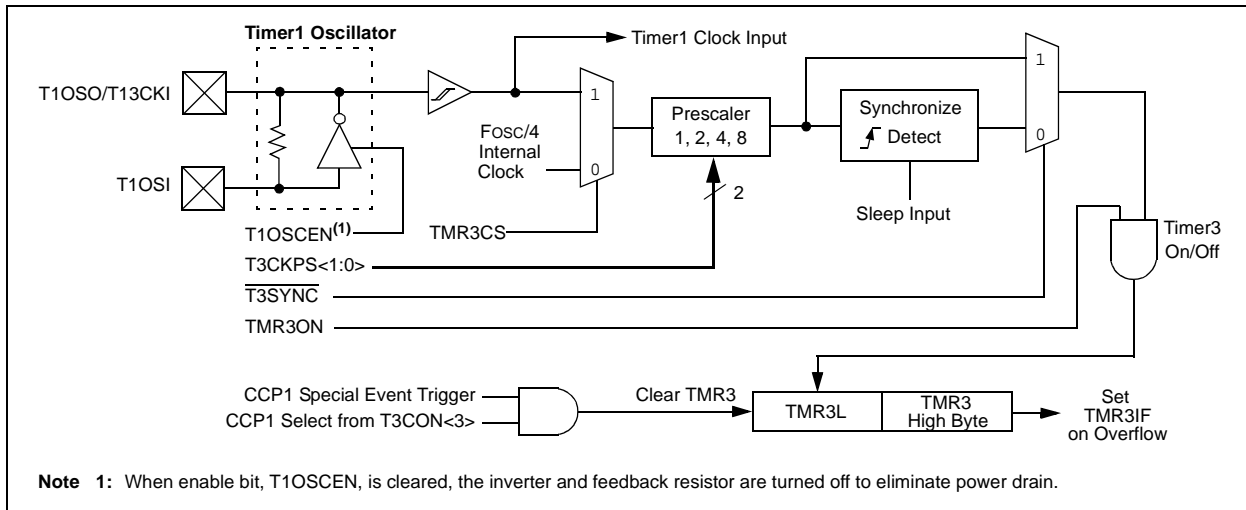 Timer1 Oscillator
Timer1 Clock Input
T1OSO/T13CKI
1
FOSC/4
Internal
Clock
0
Prescaler
1, 2, 4, 8
Synchronize
Detect
1
0
T1OSI
2
Sleep Input
T1OSCEN(1)
TMR3CS
Timer3
On/Off
T3CKPS<1:0>
T3SYNC
TMR3ON
CCP1 Special Event Trigger
CCP1 Select from T3CON<3>
Clear TMR3
TMR3L
TMR3
High Byte
Set
TMR3IF
on Overflow
Note 1: When enable bit, T1OSCEN, is cleared, the inverter and feedback resistor are turned off to eliminate power drain.